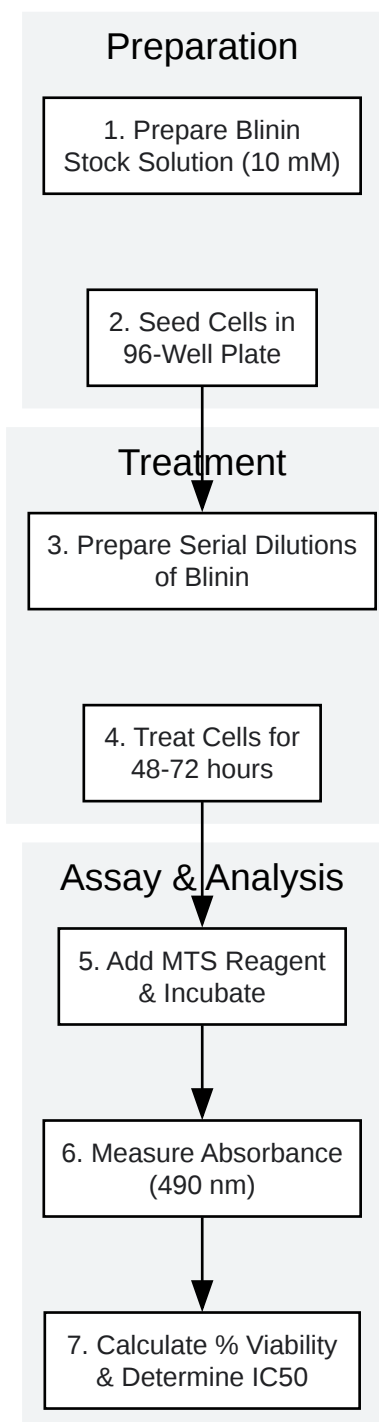 Preparation
1. Prepare Blinin
Stock Solution (10 mM)
2. Seed Cells in
96-Well Plate
Treatment
3. Prepare Serial Dilutions
of Blinin
4. Treat Cells for
48-72 hours
Assay & Analysis
5. Add MTS Reagent
& Incubate
6. Measure Absorbance
(490 nm)
7. Calculate % Viability
& Determine IC50